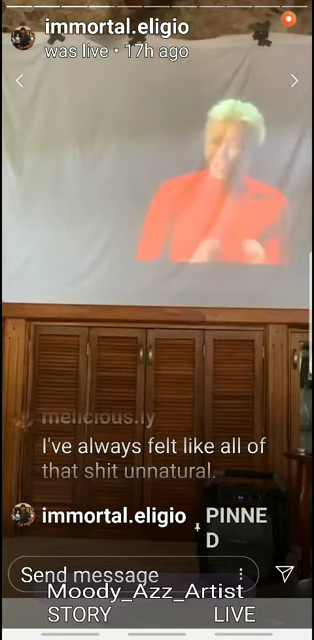 immortal.eligio
was live • 17h ago
melicious.ly
I've always felt like all of
that shit unnatural.
immortal.eligio PINNE
D
Send message
Moody_Azz_Artist
STORY LIVE